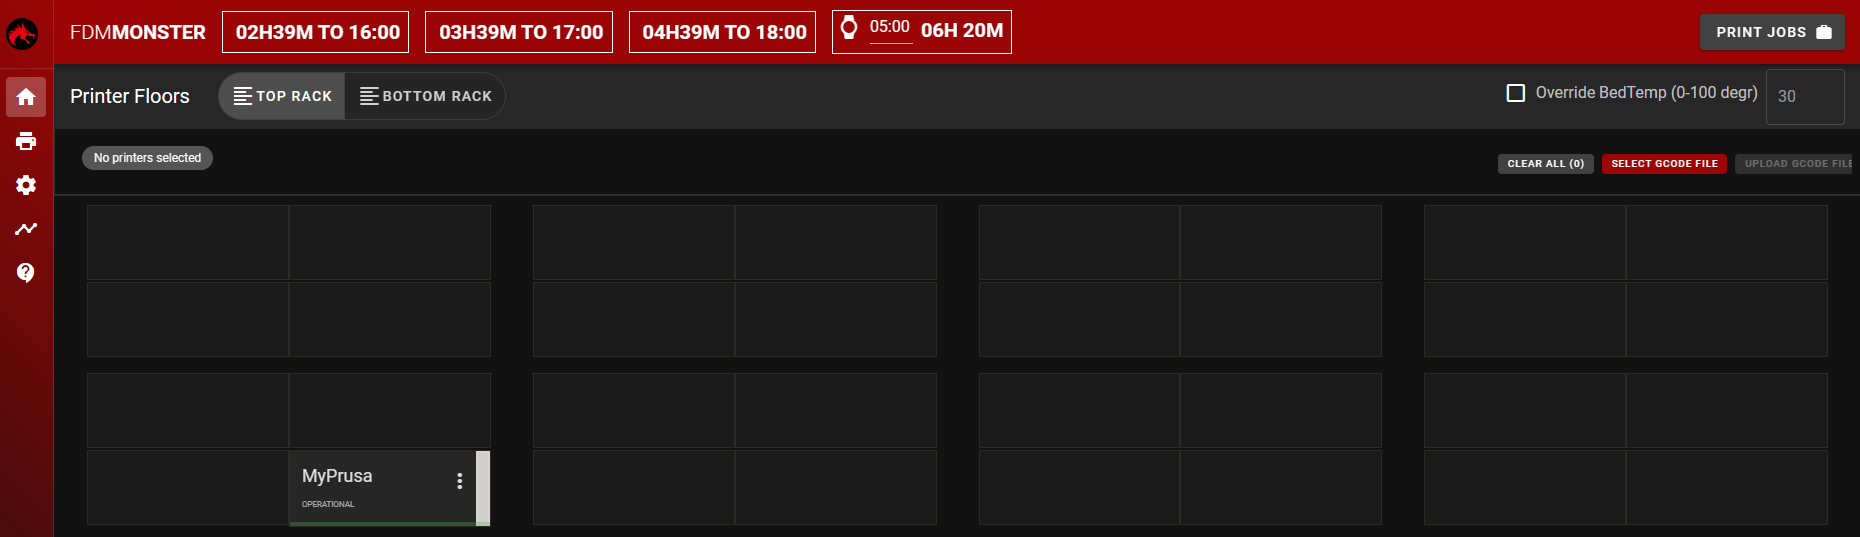 FDMMONSTER
02H39M TO 16:00
03H39M TO 17:00
04H39M TO 18:00
05:00
06H 20M
PRINT JOBS
Printer Floors
TOP RACK
BOTTOM RACK
Override BedTemp (0-100 degr)
30
No printers selected
CLEAR ALL (0)
SELECT GCODE FILE
UPLOAD GCODE FILE
MyPrusa
OPERATIONAL